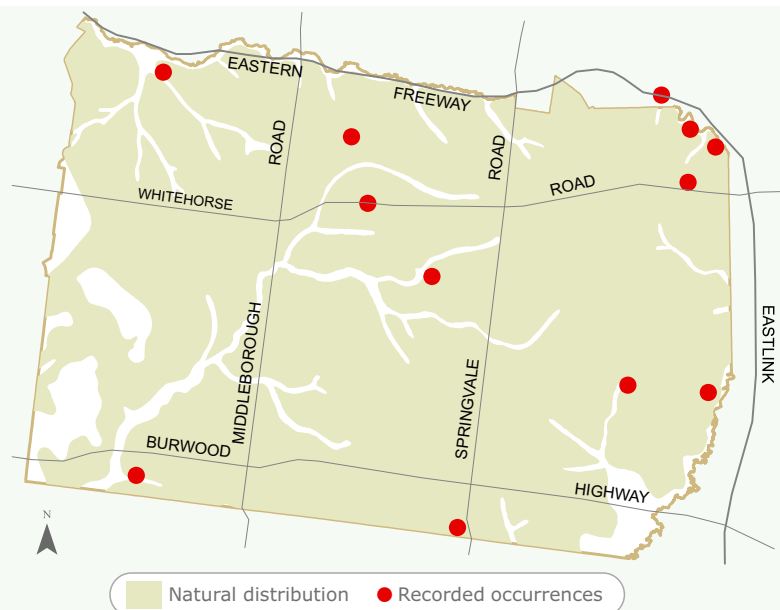 EASTERN
FREEWAY
ROAD
ROAD
WHITEHORSE
ROAD
EASTLINK
MIDDLEBOROUGH
SPRINGVALE
BURWOOD
HIGHWAY
N
Natural distribution
Recorded occurrences